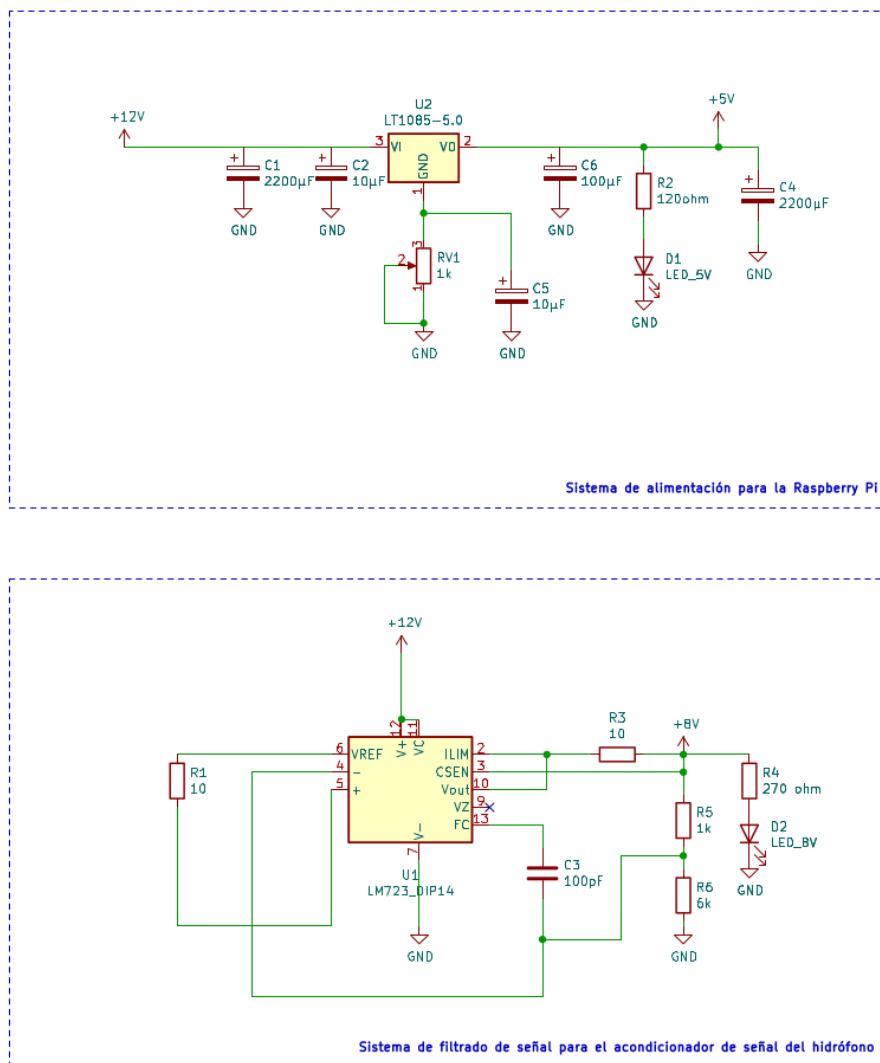 U2
LT1085-5.0
+12V
+5V
3
VI
VO
2
GND
1
C1
2200µF
C2
10µF
C6
100µF
R2
120ohm
C4
2200µF
GND
GND
GND
GND
3
2
1
RV1
1k
C5
10µF
D1
LED_5V
GND
GND
GND
Sistema de alimentación para la Raspberry Pi
+12V
12
11
V+
VC
6
VREF
4
-
5
+
ILIM
2
CSEN
3
Vout
10
VZ
9
FC
13
V-
7
U1
LM723_DIP14
R1
10
R3
10
+8V
R4
270 ohm
R5
1k
D2
LED_8V
C3
100pF
R6
6k
GND
GND
GND
Sistema de filtrado de señal para el acondicionador de señal del hidrófono